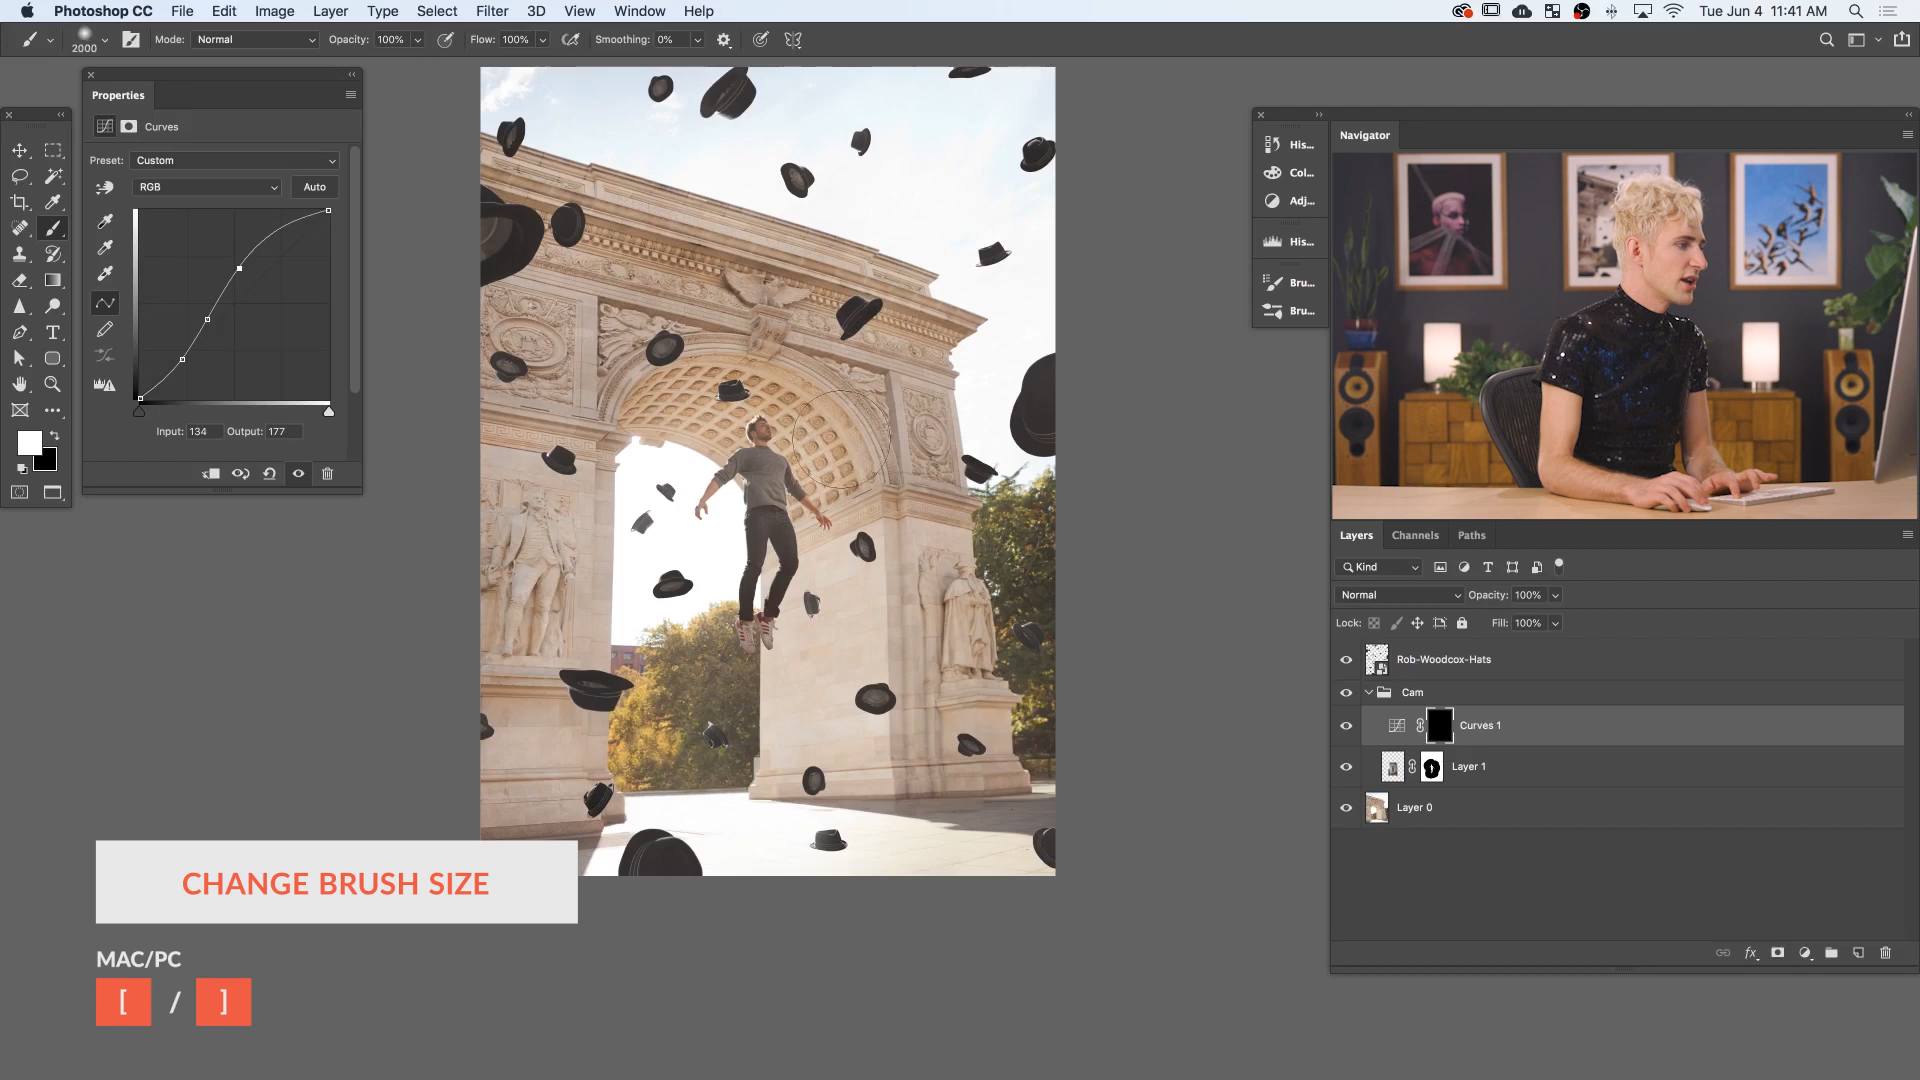 Photoshop CC File Edit Image Layer Type Select Filter 3D View Window Help Tue Jun 4 11:41 AM
2000 Mode: Normal Opacity: 100% Flow: 100% Smoothing: 0%
Properties
Curves
Preset: Custom
RGB Auto
Input: 134 Output: 177
His...
Col...
Adj...
His...
Bru...
Bru...
Navigator
Layers Channels Paths
Kind
Normal Opacity: 100%
Lock: Fill: 100%
Rob-Woodcox-Hats
Cam
Curves 1
Layer 1
Layer 0
fx
CHANGE BRUSH SIZE
MAC/PC
[ / ]